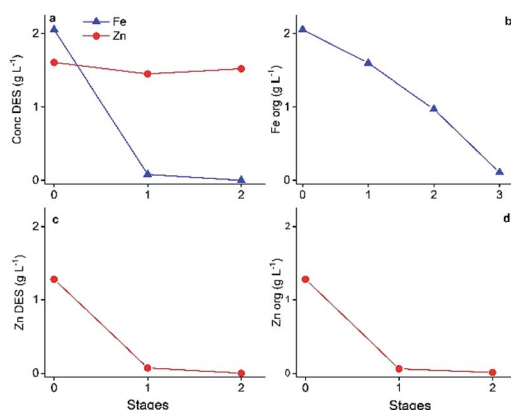 a
Fe
Zn
Conc DES (g L⁻¹)
2
1
0
0 1 2
b
Fe org (g L⁻¹)
2
1
0
0 1 2 3
c
Zn DES (g L⁻¹)
1
0
0 1 2
Stages
d
Zn org (g L⁻¹)
2
1
0
0 1 2
Stages